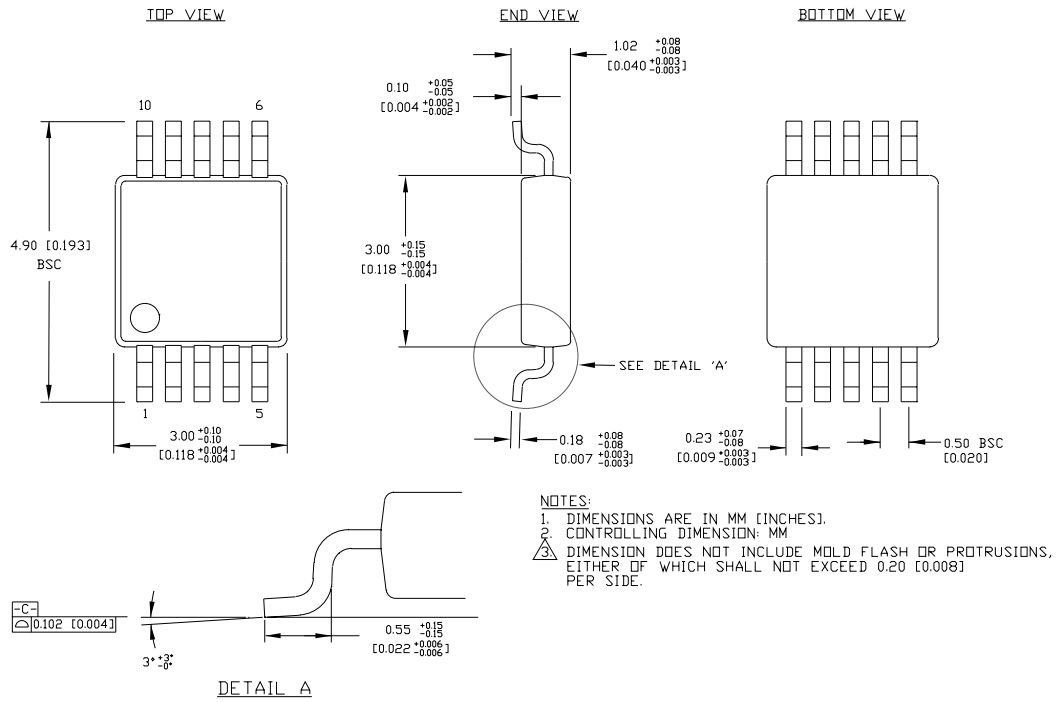 TOP VIEW
END VIEW
BOTTOM VIEW
1.02 +0.08 -0.08
[0.040 +0.003 -0.003]
0.10 +0.05 -0.05
[0.004 +0.002 -0.002]
10
6
4.90 [0.193]
BSC
3.00 +0.15 -0.15
[0.118 +0.004 -0.004]
SEE DETAIL 'A'
1
5
3.00 +0.10 -0.10
[0.118 +0.004 -0.004]
0.18 +0.08 -0.08
[0.007 +0.003 -0.003]
0.23 +0.07 -0.08
[0.009 +0.003 -0.003]
0.50 BSC
[0.020]
NOTES:
1. DIMENSIONS ARE IN MM [INCHES].
2. CONTROLLING DIMENSION: MM
3. DIMENSION DOES NOT INCLUDE MOLD FLASH OR PROTRUSIONS,
EITHER OF WHICH SHALL NOT EXCEED 0.20 [0.008]
PER SIDE.
-C-
0.102 [0.004]
3° +3° -0°
0.55 +0.15 -0.15
[0.022 +0.006 -0.006]
DETAIL A